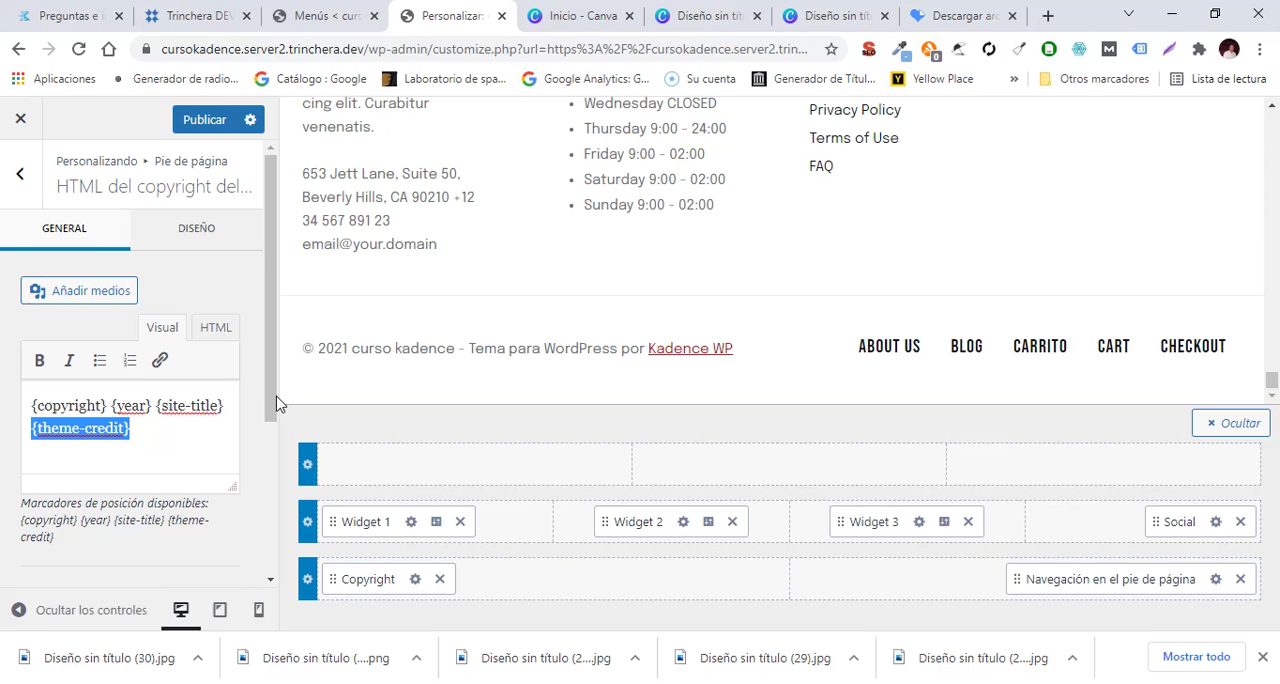 Preguntas e in
Trinchera DEV
Menús < curso
Personalizar:
Inicio - Canva
Diseño sin títu
Diseño sin títu
Descargar arc
cursokadence.server2.trinchera.dev/wp-admin/customize.php?url=https%3A%2F%2Fcursokadence.server2.trin...
Aplicaciones
Generador de audio...
Catálogo : Google
Laboratorio de spa...
Google Analytics: G...
Su cuenta
Generador de Títul...
Yellow Place
»
Otros marcadores
Lista de lectura
Publicar
Personalizando ▸ Pie de página
HTML del copyright del...
GENERAL
DISEÑO
Añadir medios
Visual
HTML
B I
{copyright} {year} {site-title}
{theme-credit}
Marcadores de posición disponibles:
{copyright} {year} {site-title} {theme-
credit}
Ocultar los controles
cing elit. Curabitur
venenatis.
653 Jett Lane, Suite 50,
Beverly Hills, CA 90210 +12
34 567 891 23
email@your.domain
Wednesday CLOSED
Thursday 9:00 - 24:00
Friday 9:00 - 02:00
Saturday 9:00 - 02:00
Sunday 9:00 - 02:00
Privacy Policy
Terms of Use
FAQ
© 2021 curso kadence - Tema para WordPress por Kadence WP
ABOUT US
BLOG
CARRITO
CART
CHECKOUT
× Ocultar
Widget 1
Widget 2
Widget 3
Social
Copyright
Navegación en el pie de página
Diseño sin título (30).jpg
Diseño sin título (....png
Diseño sin título (2....jpg
Diseño sin título (29).jpg
Diseño sin título (2....jpg
Mostrar todo